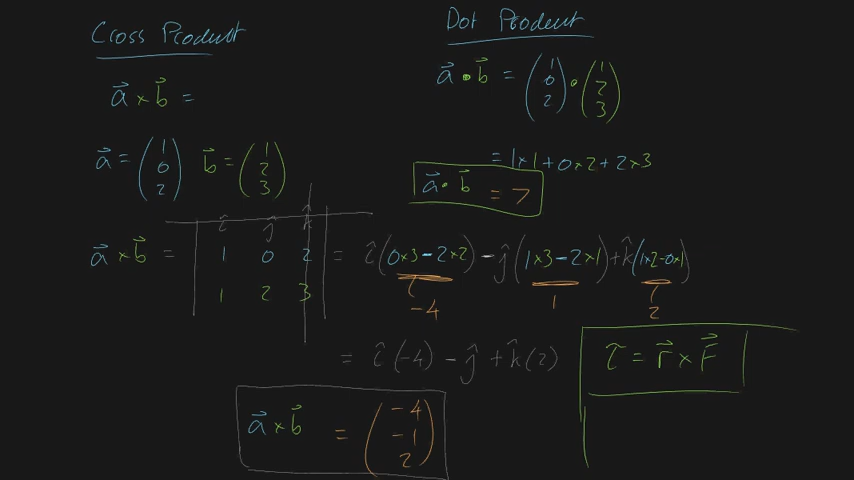 Cross Product
Dot Product
a⃗ × b⃗ =
a⃗ • b⃗ = (1 0 2) • (1 2 3)
a⃗ = (1 0 2) b⃗ = (1 2 3)
= 1×1 + 0×2 + 2×3
a⃗ • b⃗ = 7
a⃗ × b⃗ = | î ĵ k̂ |
| 1 0 2 | = î(0×3 − 2×2) − ĵ(1×3 − 2×1) + k̂(1×2 − 0×1)
| 1 2 3 |
−4 1 2
= î(−4) − ĵ + k̂(2)
τ = r⃗ × F⃗
a⃗ × b⃗ = (−4 −1 2)